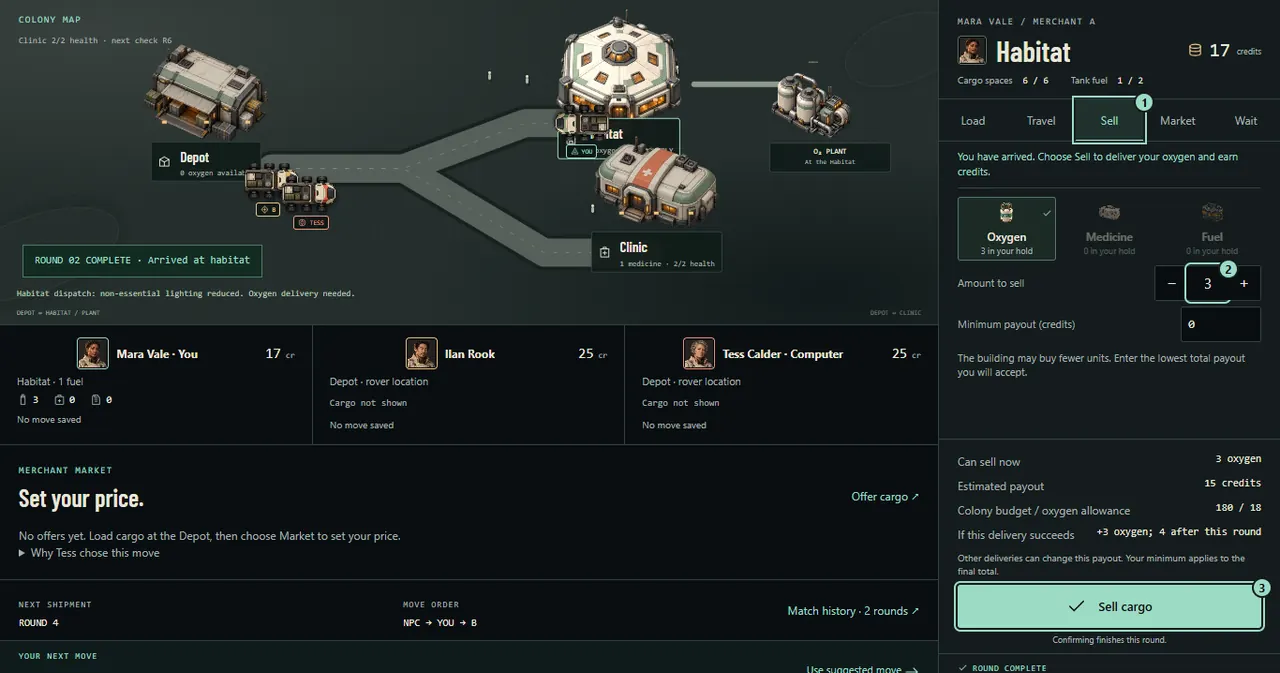 COLONY MAP
Clinic 2/2 health · next check R6
Depot
0 oxygen availab
YOU
B
TESS
O₂ PLANT
At the Habitat
Clinic
1 medicine · 2/2 health
ROUND 02 COMPLETE · Arrived at habitat
Habitat dispatch: non-essential lighting reduced. Oxygen delivery needed.
DEPOT ↔ HABITAT / PLANT
DEPOT ↔ CLINIC
Mara Vale · You
17 cr
Habitat · 1 fuel
3 0 0
No move saved
Ilan Rook
25 cr
Depot · rover location
Cargo not shown
No move saved
Tess Calder · Computer
25 cr
Depot · rover location
Cargo not shown
No move saved
MERCHANT MARKET
Set your price.
Offer cargo ↗
No offers yet. Load cargo at the Depot, then choose Market to set your price.
▶ Why Tess chose this move
NEXT SHIPMENT
ROUND 4
MOVE ORDER
NPC → YOU → B
Match history · 2 rounds ↗
YOUR NEXT MOVE
Use suggested move →
MARA VALE / MERCHANT A
Habitat
17 credits
Cargo spaces 6 / 6 Tank fuel 1 / 2
1
Load Travel Sell Market Wait
You have arrived. Choose Sell to deliver your oxygen and earn
credits.
Oxygen
3 in your hold
Medicine
0 in your hold
Fuel
0 in your hold
2
Amount to sell − 3 +
Minimum payout (credits) 0
The building may buy fewer units. Enter the lowest total payout
you will accept.
Can sell now 3 oxygen
Estimated payout 15 credits
Colony budget / oxygen allowance 180 / 18
If this delivery succeeds +3 oxygen; 4 after this round
Other deliveries can change this payout. Your minimum applies to the
final total.
3
Sell cargo
Confirming finishes this round.
ROUND COMPLETE